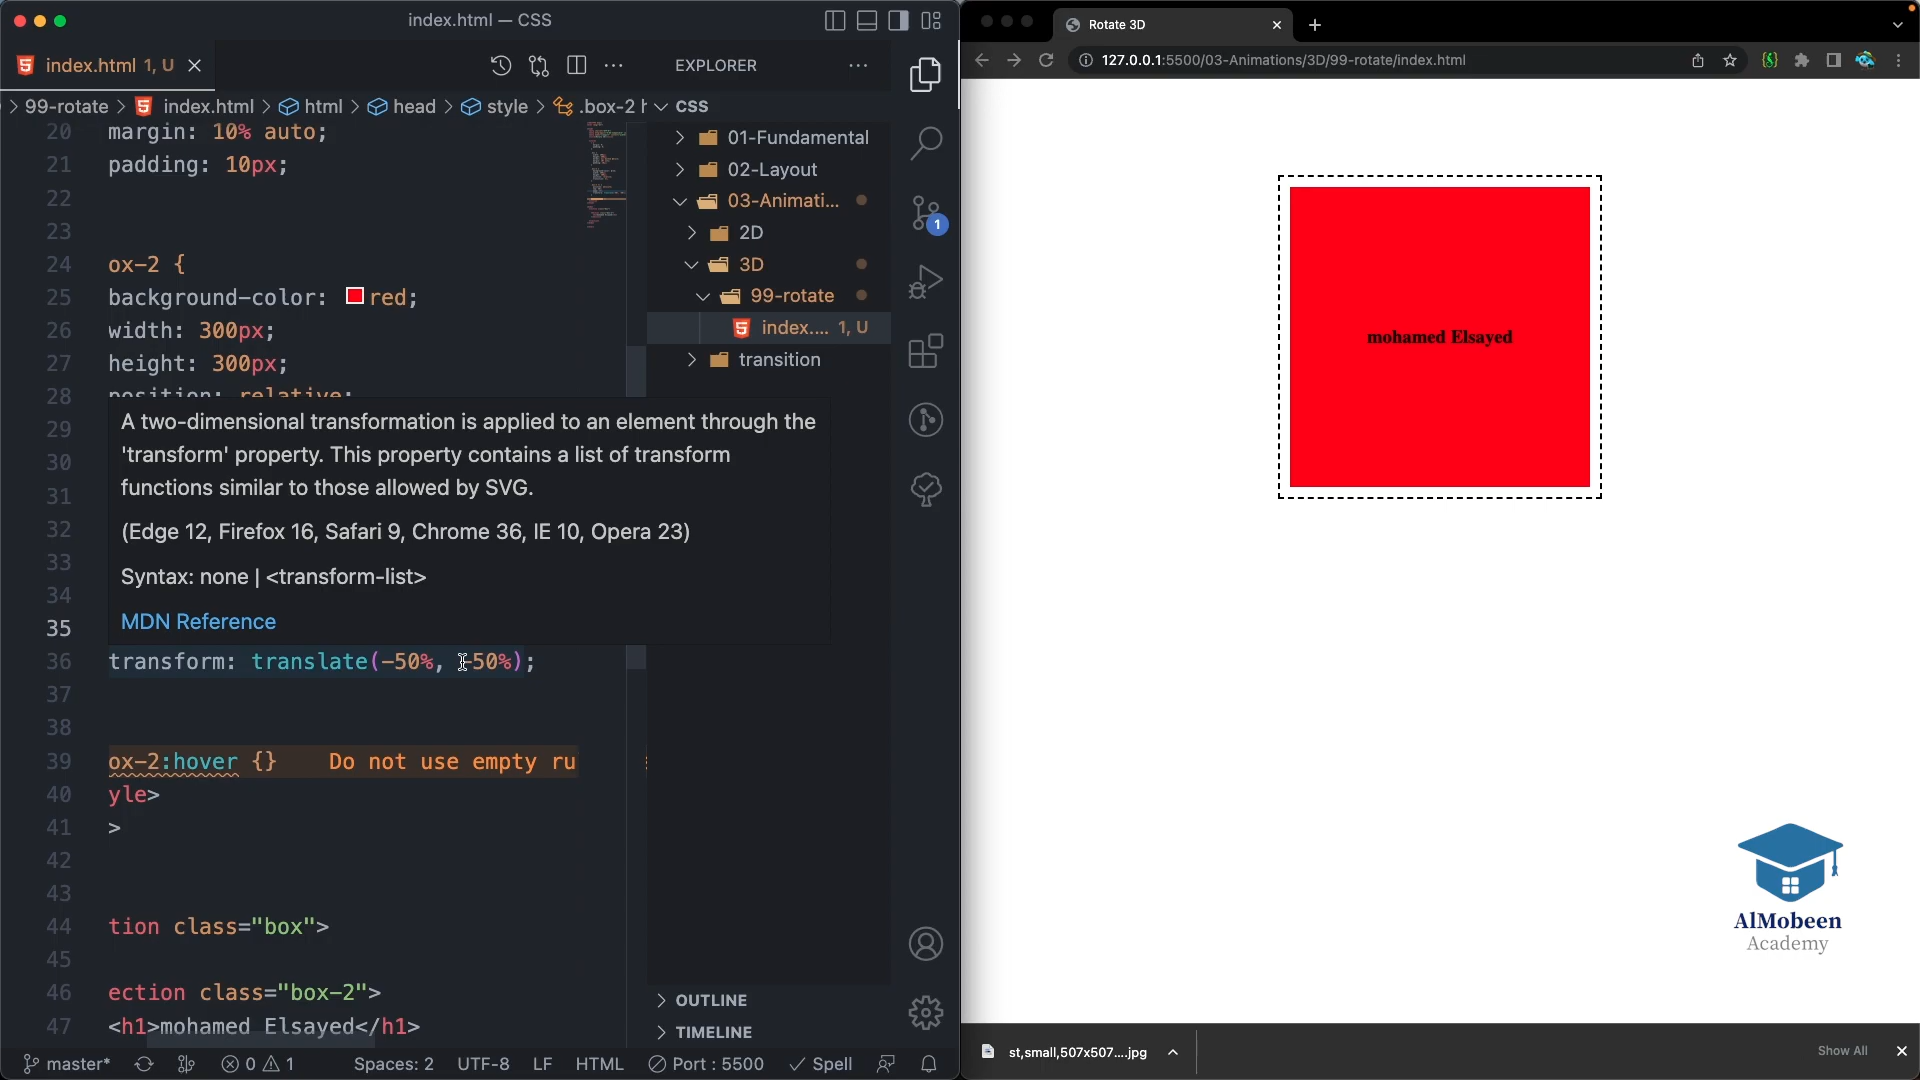 index.html — CSS
index.html 1, U
EXPLORER
99-rotate > index.html > html > head > style > .box-2 h
CSS
01-Fundamental
02-Layout
03-Animati...
2D
3D
99-rotate
index.... 1, U
transition
20 margin: 10% auto;
21 padding: 10px;
22
23
24 ox-2 {
25 background-color: red;
26 width: 300px;
27 height: 300px;
28 position: relative;
29
30
31
32
33
34
35
A two-dimensional transformation is applied to an element through the
'transform' property. This property contains a list of transform
functions similar to those allowed by SVG.
(Edge 12, Firefox 16, Safari 9, Chrome 36, IE 10, Opera 23)
Syntax: none | <transform-list>
MDN Reference
36 transform: translate(-50%, -50%);
37
38
39 ox-2:hover {} Do not use empty ru
40 yle>
41 >
42
43
44 tion class="box">
45
46 ection class="box-2">
47 <h1>mohamed Elsayed</h1>
OUTLINE
TIMELINE
1
master* 0 1 Spaces: 2 UTF-8 LF HTML Port : 5500 Spell
Rotate 3D
127.0.0.1:5500/03-Animations/3D/99-rotate/index.html
mohamed Elsayed
AlMobeen
Academy
st,small,507x507....jpg
Show All